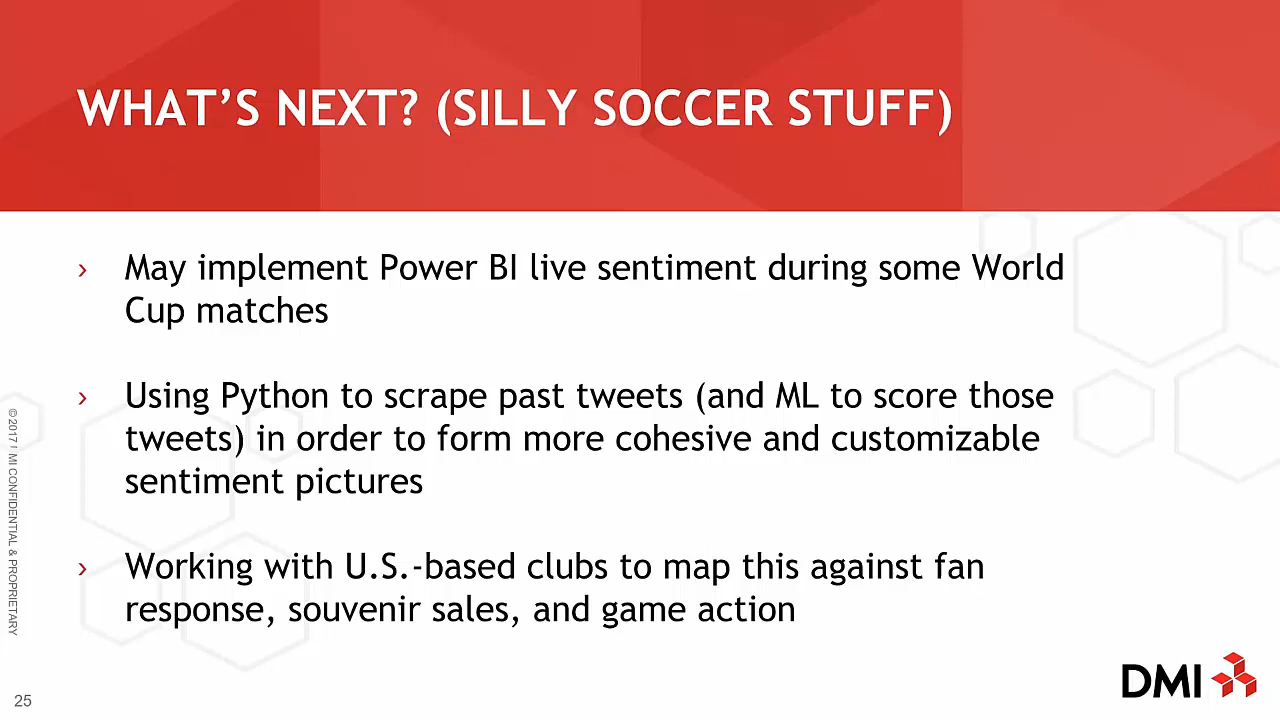 WHAT’S NEXT? (SILLY SOCCER STUFF)
› May implement Power BI live sentiment during some World
Cup matches
› Using Python to scrape past tweets (and ML to score those
tweets) in order to form more cohesive and customizable
sentiment pictures
› Working with U.S.-based clubs to map this against fan
response, souvenir sales, and game action
© 2017 / MI CONFIDENTIAL & PROPRIETARY
25
DMI